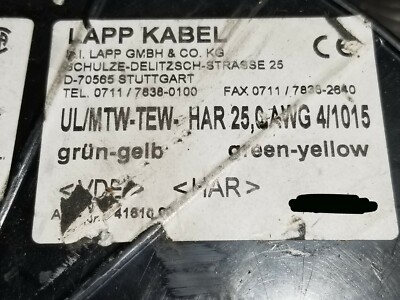 LAPP KABEL
U.I. LAPP GMBH & CO. KG
SCHULZE-DELITZSCH-STRASSE 25
D-70565 STUTTGART
TEL. 0711 / 7838-0100 FAX 0711 / 7838-2640
CE
UL/MTW-TEW- HAR 25,0 AWG 4/1015
grün-gelb green-yellow
<VDE> <HAR>